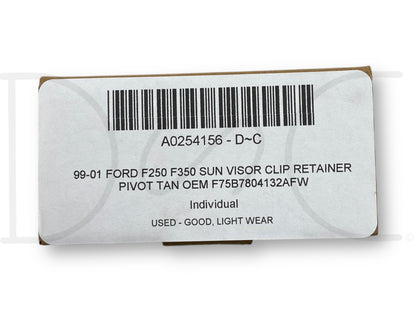 A0254156 - D~C
99-01 FORD F250 F350 SUN VISOR CLIP RETAINER
PIVOT TAN OEM F75B7804132AFW
Individual
USED - GOOD, LIGHT WEAR